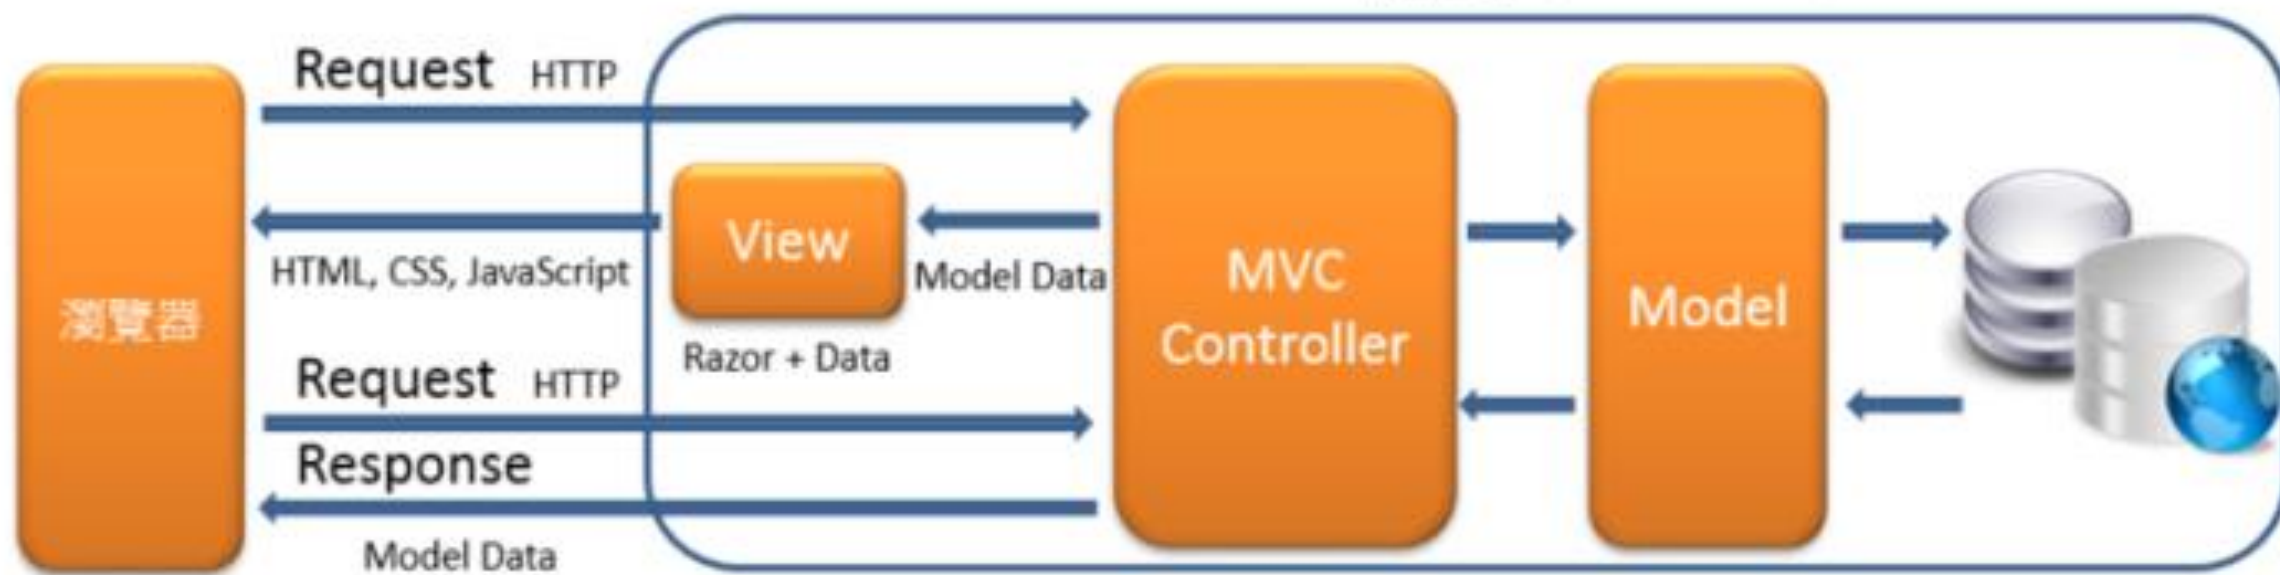 Request HTTP
HTML, CSS, JavaScript
瀏覽器
Request HTTP
Response
Model Data
View
Razor + Data
Model Data
MVC
Controller
Model